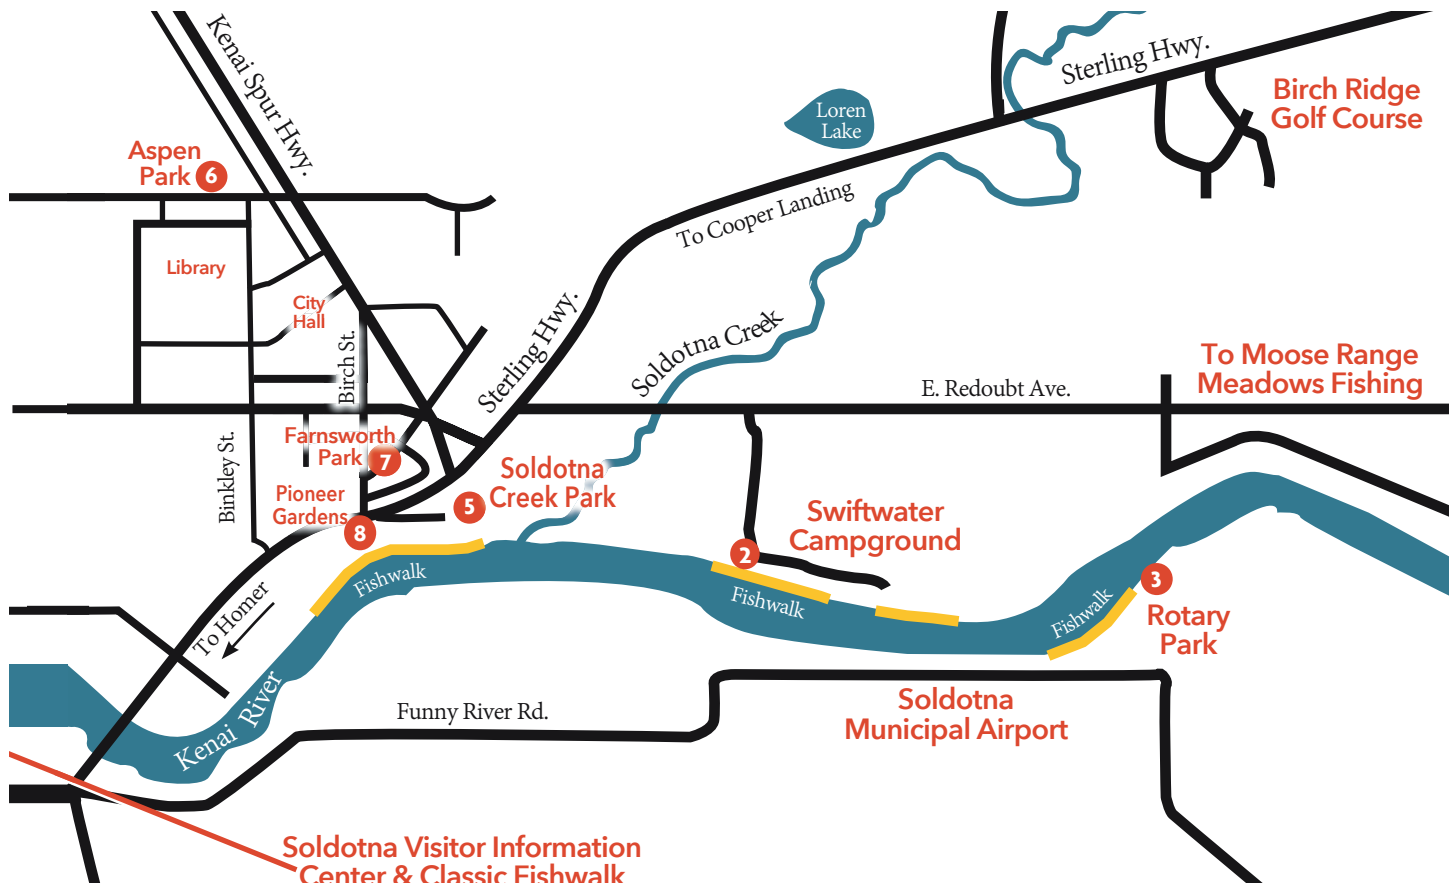 Kenai Spur Hwy.
Sterling Hwy.
Birch Ridge
Golf Course
Loren
Lake
Aspen
Park 6
To Cooper Landing
Library
City
Hall
Birch St.
Sterling Hwy.
Soldotna Creek
To Moose Range
Meadows Fishing
E. Redoubt Ave.
Farnsworth
Park 7
Binkley St.
Soldotna
5 Creek Park
Pioneer
Gardens
8
Swiftwater
Campground
2
Fishwalk
Fishwalk
Fishwalk
3
Rotary
Park
To Homer
Kenai River
Funny River Rd.
Soldotna
Municipal Airport
Soldotna Visitor Information
Center & Classic Fishwalk